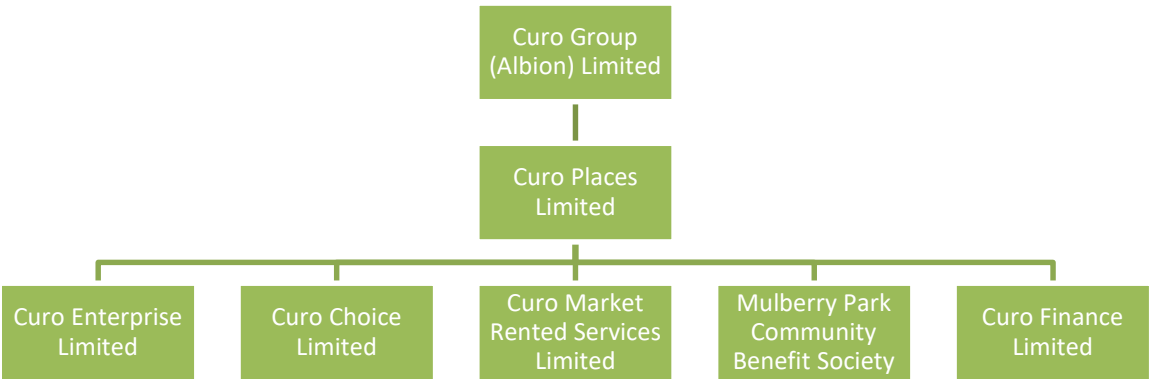 Curo Group
(Albion) Limited
Curo Places
Limited
Curo Enterprise
Limited
Curo Choice
Limited
Curo Market
Rented Services
Limited
Mulberry Park
Community
Benefit Society
Curo Finance
Limited